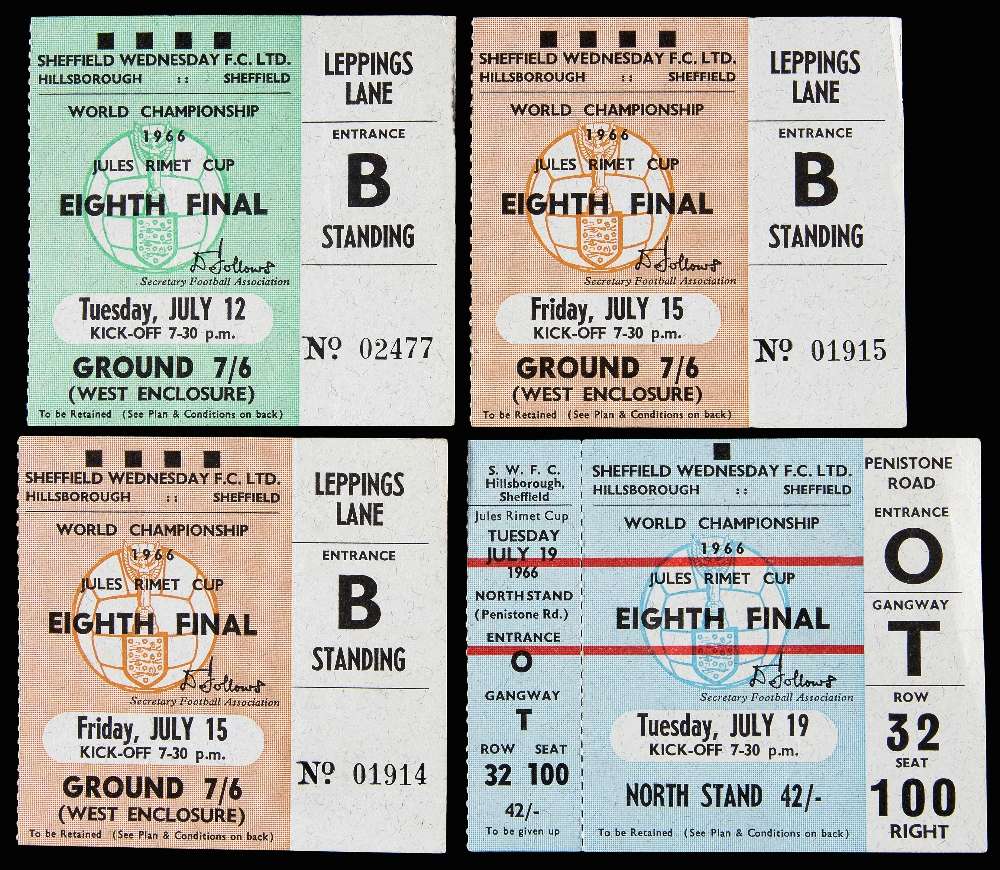 SHEFFIELD WEDNESDAY F.C. LTD.
HILLSBOROUGH :: SHEFFIELD
WORLD CHAMPIONSHIP
1966
JULES RIMET CUP
EIGHTH FINAL
D Follows
Secretary Football Association
Tuesday, JULY 12
KICK-OFF 7-30 p.m.
GROUND 7/6
(WEST ENCLOSURE)
To be Retained (See Plan & Conditions on back)
LEPPINGS
LANE
ENTRANCE
B
STANDING
Nº 02477
SHEFFIELD WEDNESDAY F.C. LTD.
HILLSBOROUGH :: SHEFFIELD
WORLD CHAMPIONSHIP
1966
JULES RIMET CUP
EIGHTH FINAL
D Follows
Secretary Football Association
Friday, JULY 15
KICK-OFF 7-30 p.m.
GROUND 7/6
(WEST ENCLOSURE)
To be Retained (See Plan & Conditions on back)
LEPPINGS
LANE
ENTRANCE
B
STANDING
Nº 01915
SHEFFIELD WEDNESDAY F.C. LTD.
HILLSBOROUGH :: SHEFFIELD
WORLD CHAMPIONSHIP
1966
JULES RIMET CUP
EIGHTH FINAL
D Follows
Secretary Football Association
Friday, JULY 15
KICK-OFF 7-30 p.m.
GROUND 7/6
(WEST ENCLOSURE)
To be Retained (See Plan & Conditions on back)
LEPPINGS
LANE
ENTRANCE
B
STANDING
Nº 01914
S. W. F. C.
Hillsborough,
Sheffield
Jules Rimet Cup
TUESDAY
JULY 19
1966
NORTH STAND
(Penistone Rd.)
ENTRANCE
O
GANGWAY
T
ROW SEAT
32 100
42/-
To be given up
SHEFFIELD WEDNESDAY F.C. LTD.
HILLSBOROUGH :: SHEFFIELD
WORLD CHAMPIONSHIP
1966
JULES RIMET CUP
EIGHTH FINAL
D Follows
Secretary Football Association
Tuesday, JULY 19
KICK-OFF 7-30 p.m.
NORTH STAND 42/-
To be Retained (See Plan & Conditions on back)
PENISTONE
ROAD
ENTRANCE
O
GANGWAY
T
ROW
32
SEAT
100
RIGHT